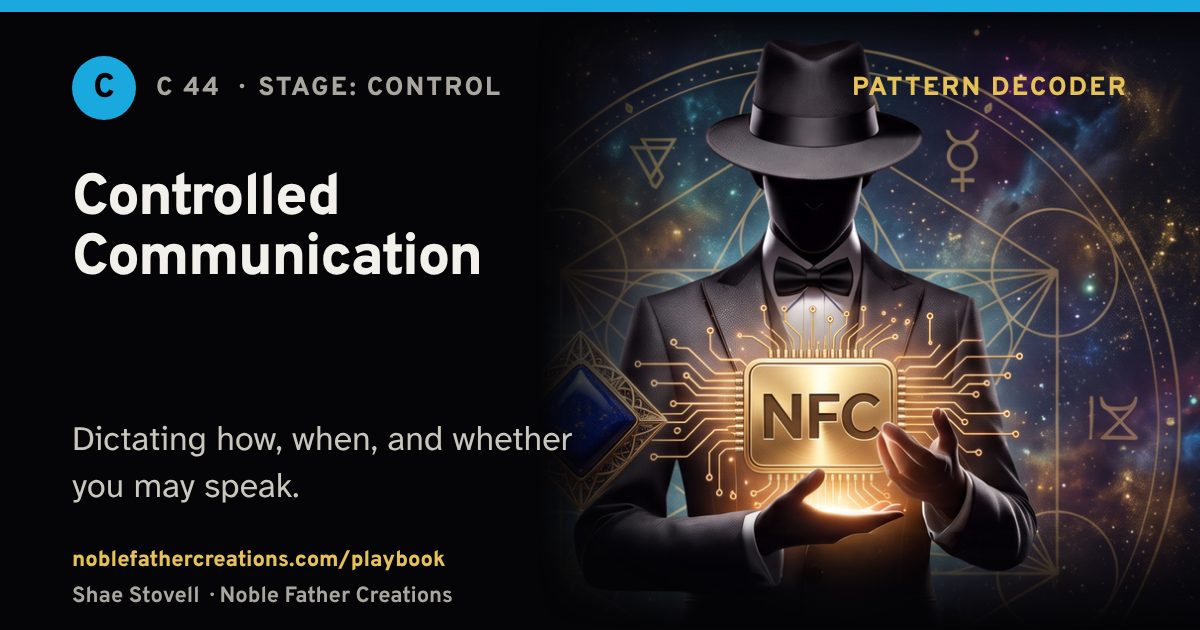 C
C 44 · STAGE: CONTROL
PATTERN DECODER
Controlled
Communication
NFC
Dictating how, when, and whether
you may speak.
noblefathercreations.com/playbook
Shae Stovell · Noble Father Creations